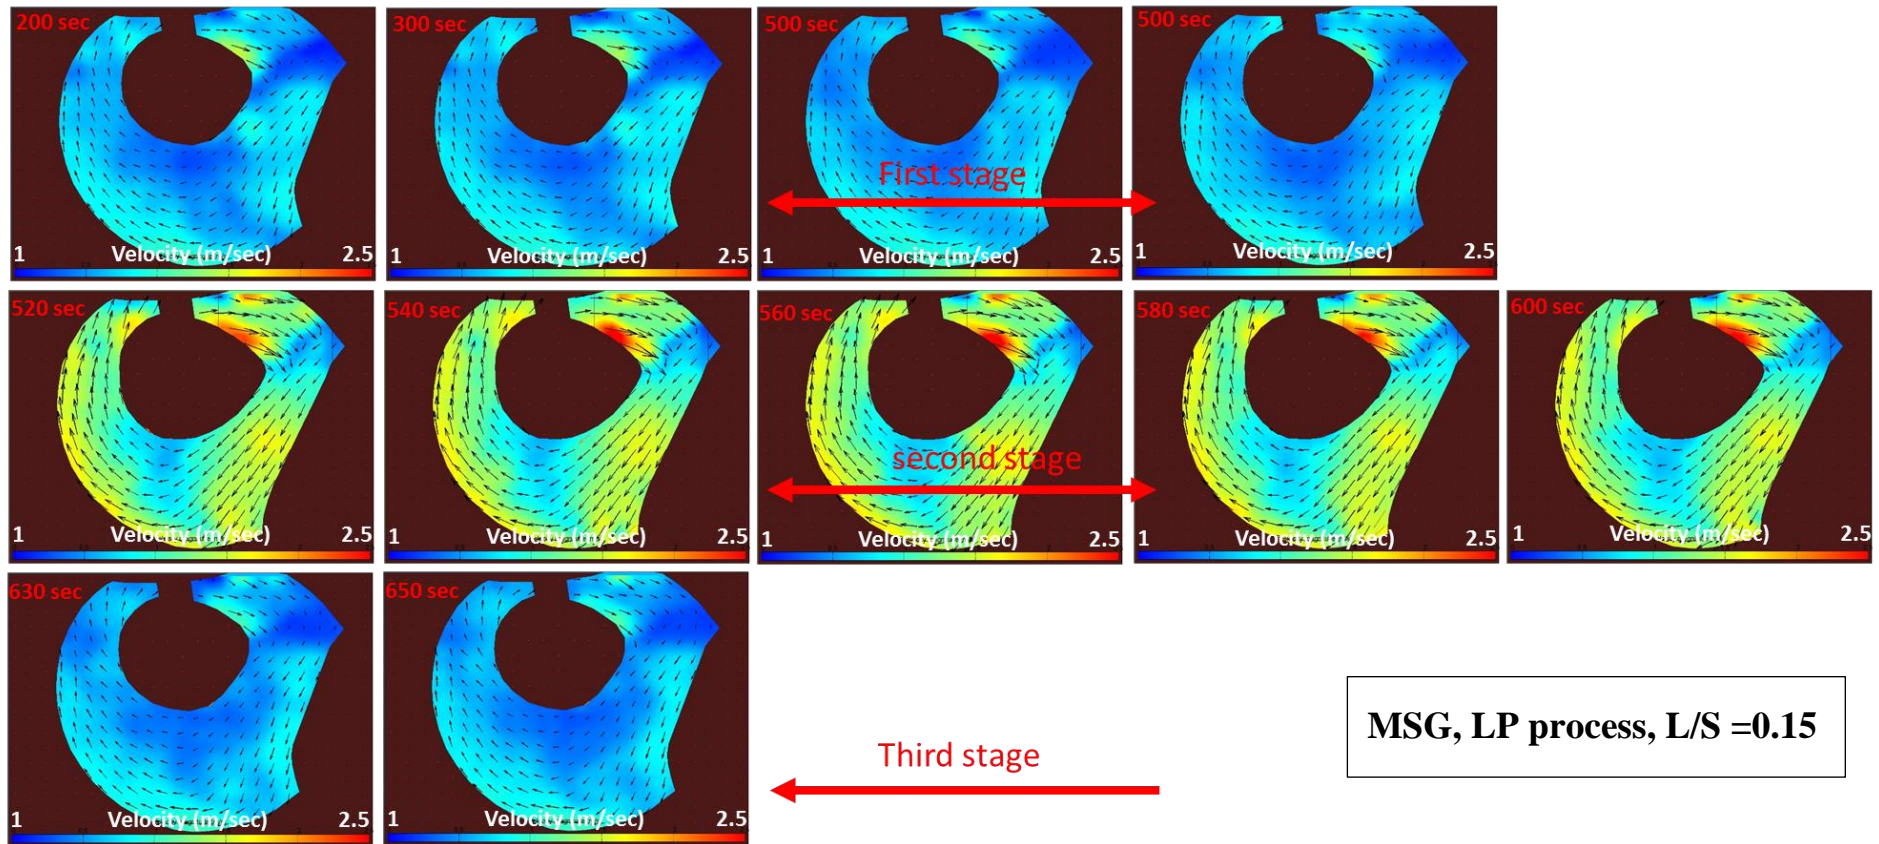 200 sec
300 sec
500 sec
500 sec
First stage
1 Velocity (m/sec) 2.5
1 Velocity (m/sec) 2.5
1 Velocity (m/sec) 2.5
1 Velocity (m/sec) 2.5
520 sec
540 sec
560 sec
580 sec
600 sec
second stage
1 Velocity (m/sec) 2.5
1 Velocity (m/sec) 2.5
1 Velocity (m/sec) 2.5
1 Velocity (m/sec) 2.5
1 Velocity (m/sec) 2.5
630 sec
650 sec
Third stage
MSG, LP process, L/S =0.15
1 Velocity (m/sec) 2.5
1 Velocity (m/sec) 2.5